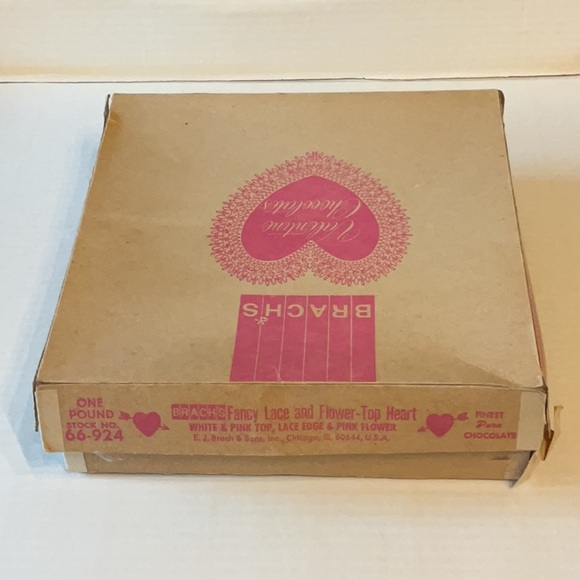 Valentine
Chocolates
BRACH'S
ONE
POUND
STOCK NO.
66-924
BRACHS Fancy Lace and Flower-Top Heart
WHITE & PINK TOP, LACE EDGE & PINK FLOWER
E. J. Brach & Sons, Inc., Chicago, IL 60644, U.S.A.
FINEST
Pure
CHOCOLATE